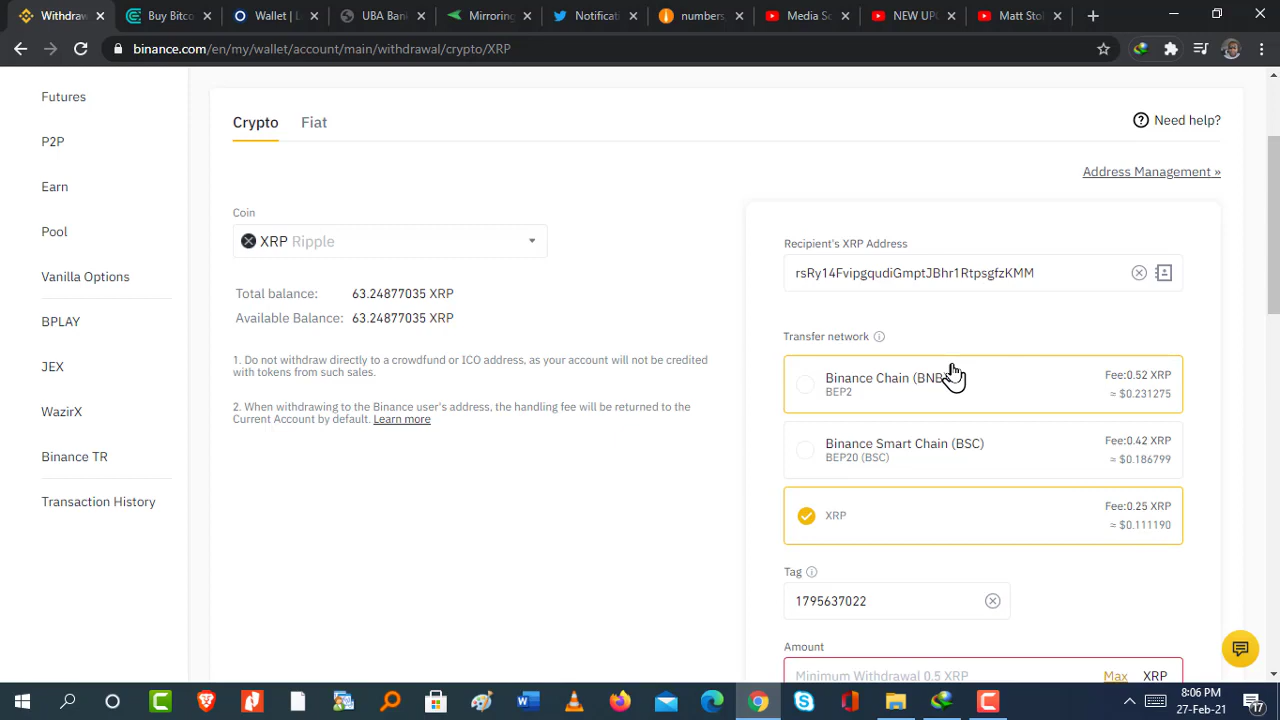 Withdraw
Buy Bitco
Wallet | L
UBA Bank
Mirroring
Notificati
numbers,
Media S
NEW UPD
Matt Stol
binance.com/en/my/wallet/account/main/withdrawal/crypto/XRP
Futures
P2P
Earn
Pool
Vanilla Options
BPLAY
JEX
WazirX
Binance TR
Transaction History
Crypto
Fiat
Need help?
Address Management »
Coin
XRP Ripple
Total balance: 63.24877035 XRP
Available Balance: 63.24877035 XRP
1. Do not withdraw directly to a crowdfund or ICO address, as your account will not be credited
with tokens from such sales.
2. When withdrawing to the Binance user's address, the handling fee will be returned to the
Current Account by default. Learn more
Recipient's XRP Address
rsRy14FvipgqudiGmptJBhr1RtpsgfzKMM
Transfer network
Binance Chain (BNB
BEP2
Fee:0.52 XRP
≈ $0.231275
Binance Smart Chain (BSC)
BEP20 (BSC)
Fee:0.42 XRP
≈ $0.186799
XRP
Fee:0.25 XRP
≈ $0.111190
Tag
1795637022
Amount
Minimum Withdrawal 0.5 XRP
Max XRP
8:06 PM
27-Feb-21
17